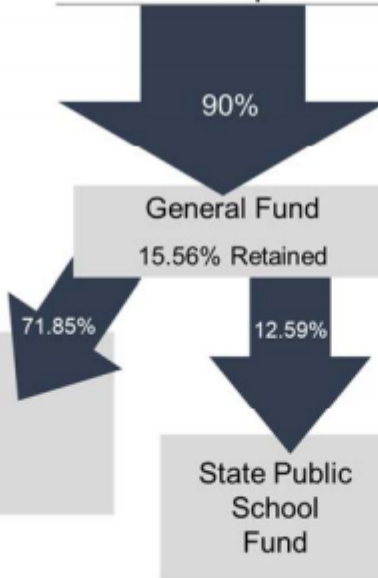 90%
General Fund
15.56% Retained
71.85%
12.59%
State Public
School
Fund